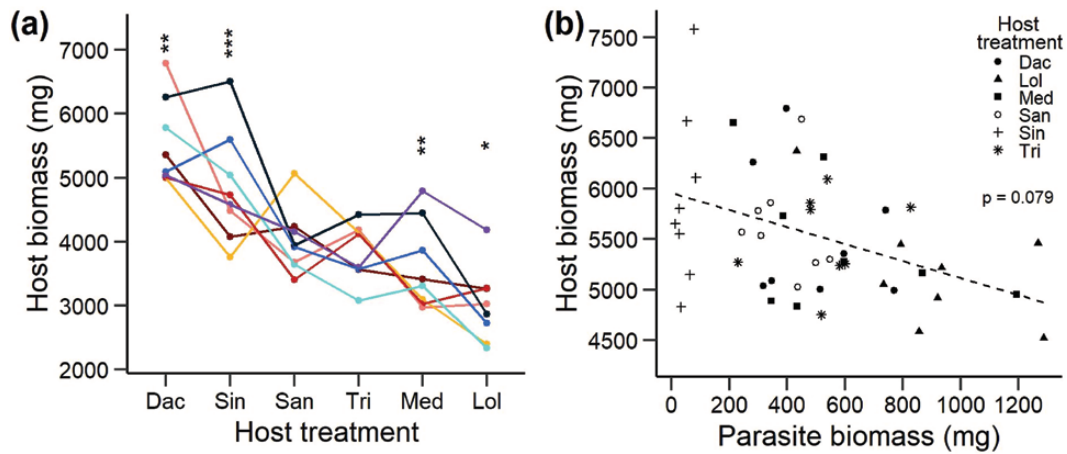 (a)
Host biomass (mg)
7000
6000
5000
4000
3000
2000
**
***
**
*
Dac Sin San Tri Med Lol
Host treatment
(b)
Host biomass (mg)
7500
7000
6500
6000
5500
5000
4500
Host
treatment
Dac
Lol
Med
San
Sin
Tri
p = 0.079
0 200 400 600 800 1000 1200
Parasite biomass (mg)